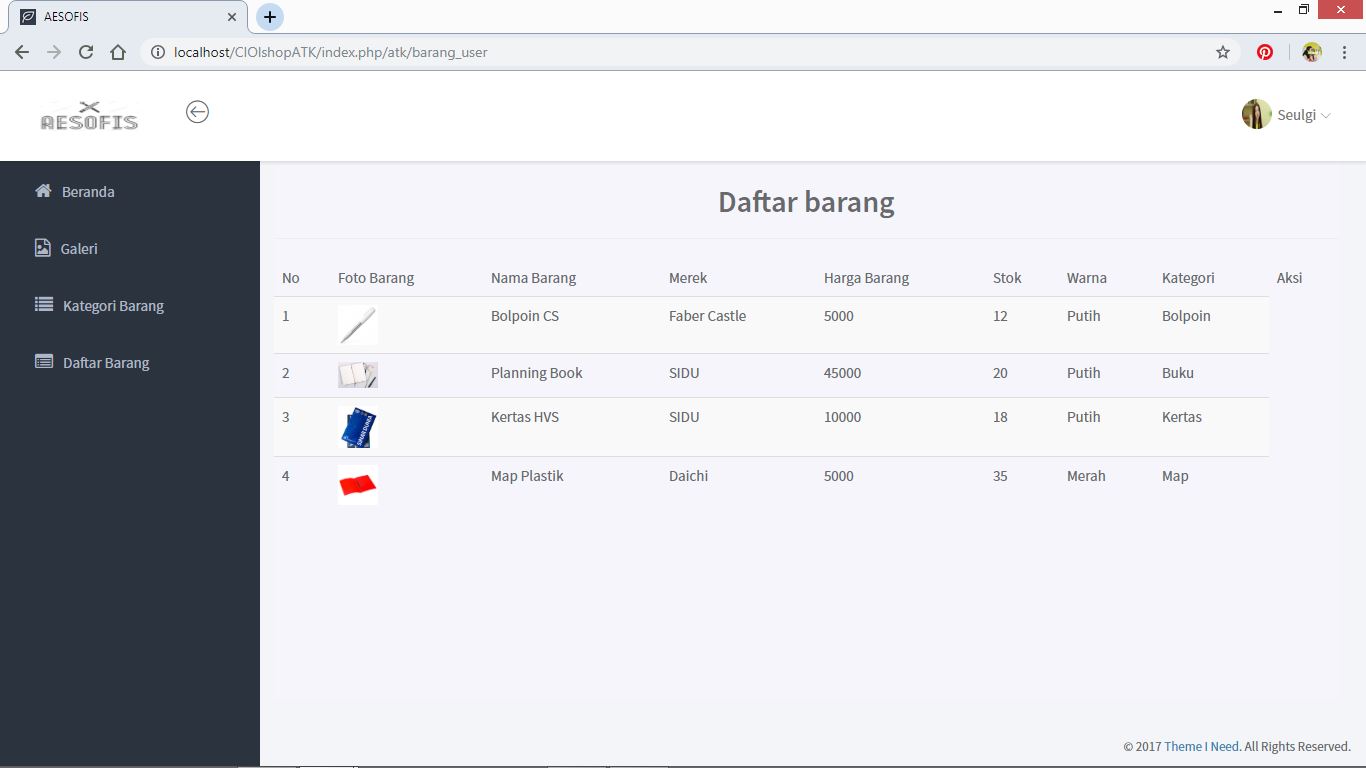 AESOFIS
localhost/CIOlshopATK/index.php/atk/barang_user
AESOFIS
Seulgi
Beranda
Galeri
Kategori Barang
Daftar Barang
Daftar barang
No Foto Barang Nama Barang Merek Harga Barang Stok Warna Kategori Aksi
1 Bolpoin CS Faber Castle 5000 12 Putih Bolpoin
2 Planning Book SIDU 45000 20 Putih Buku
3 Kertas HVS SIDU 10000 18 Putih Kertas
4 Map Plastik Daichi 5000 35 Merah Map
© 2017 Theme I Need. All Rights Reserved.